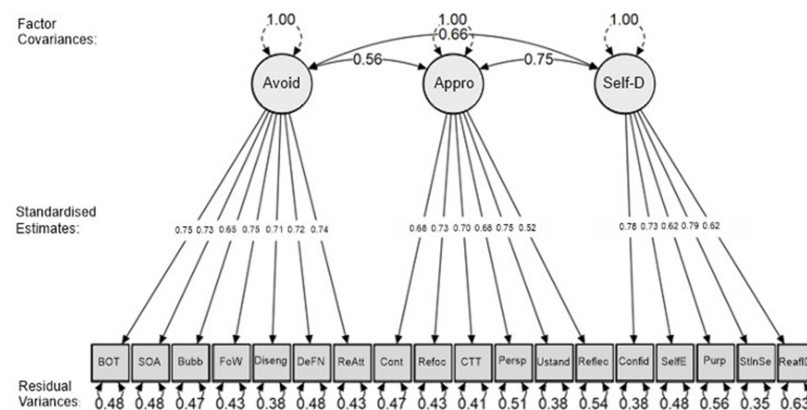 Factor
Covariances:
1.00 1.00 1.00
0.66
0.56 0.75
Avoid Appro Self-D
Standardised
Estimates:
0.75 0.73 0.65 0.75 0.71 0.72 0.74 0.68 0.73 0.70 0.68 0.75 0.52 0.78 0.73 0.62 0.79 0.62
BOT SOA Bubb FoW Diseng DeFN ReAtt Cont Refoc CTT Persp Ustand Reflec Confid SelfE Purp StInSe
Residual
Variances:
0.48 0.48 0.47 0.43 0.38 0.48 0.43 0.47 0.43 0.41 0.51 0.38 0.54 0.38 0.48 0.56 0.35 0.63